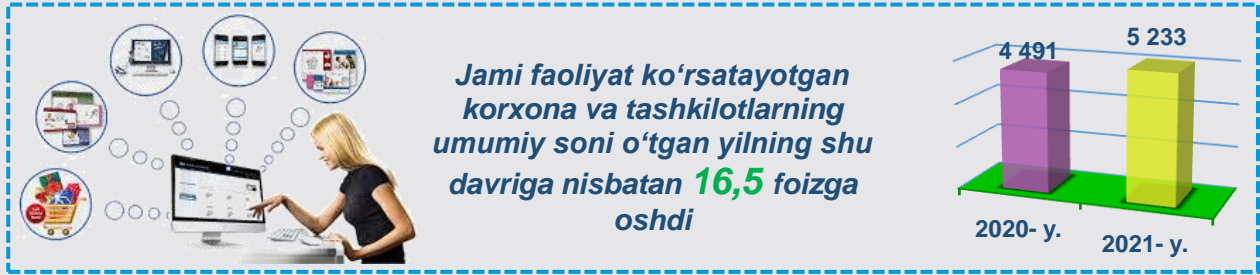 Jami faoliyat ko‘rsatayotgan
korxona va tashkilotlarning
umumiy soni o‘tgan yilning shu
davriga nisbatan 16,5 foizga
oshdi
4 491
5 233
2020- y.
2021- y.